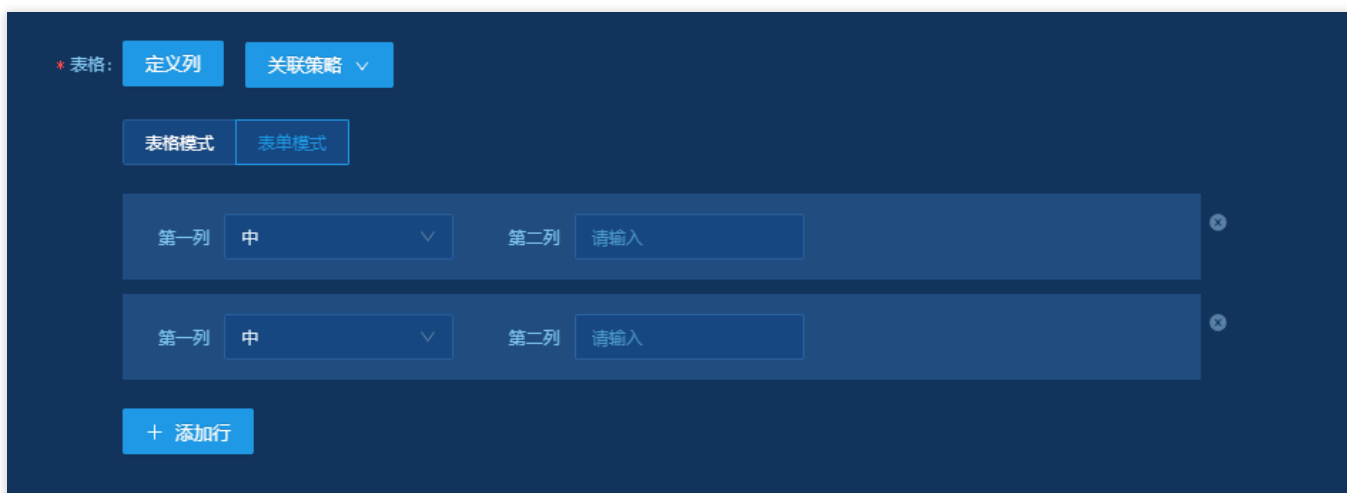 * 表格: 定义列 关联策略
表格模式 表单模式
第一列 中 第二列 请输入
第一列 中 第二列 请输入
+ 添加行